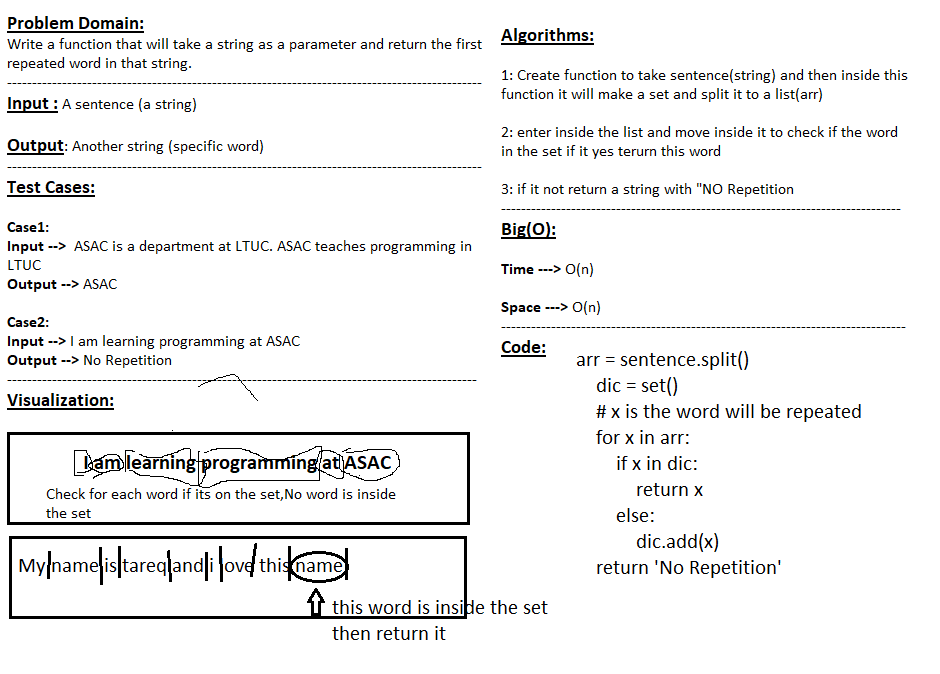 Problem Domain:
Write a function that will take a string as a parameter and return the first
repeated word in that string.
Input : A sentence (a string)
Output: Another string (specific word)
Test Cases:
Case1:
Input --> ASAC is a department at LTUC. ASAC teaches programming in
LTUC
Output --> ASAC
Case2:
Input --> I am learning programming at ASAC
Output --> No Repetition
Visualization:
I am learning programming at ASAC
Check for each word if its on the set,No word is inside
the set
My name is tareq and i love this name
this word is inside the set
then return it
Algorithms:
1: Create function to take sentence(string) and then inside this
function it will make a set and split it to a list(arr)
2: enter inside the list and move inside it to check if the word
in the set if it yes terurn this word
3: if it not return a string with "NO Repetition
Big(O):
Time ---> O(n)
Space ---> O(n)
Code:
arr = sentence.split()
dic = set()
# x is the word will be repeated
for x in arr:
if x in dic:
return x
else:
dic.add(x)
return 'No Repetition'